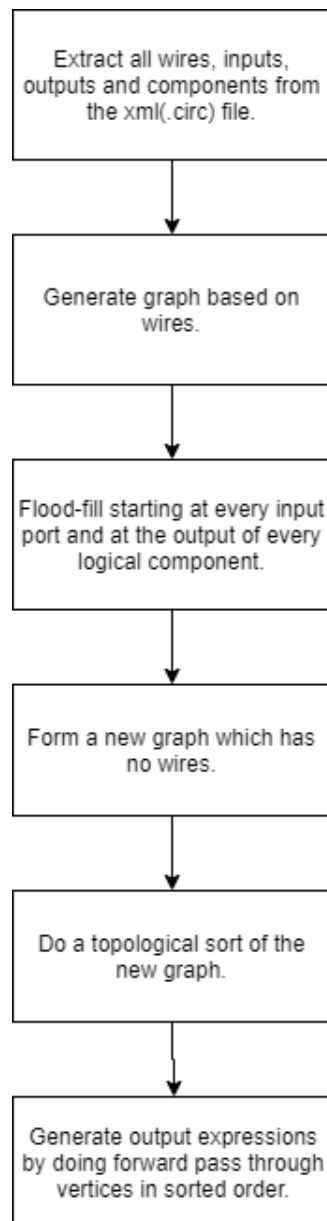 Extract all wires, inputs,
outputs and components from
the xml(.circ) file.
Generate graph based on
wires.
Flood-fill starting at every input
port and at the output of every
logical component.
Form a new graph which has
no wires.
Do a topological sort of the
new graph.
Generate output expressions
by doing forward pass through
vertices in sorted order.